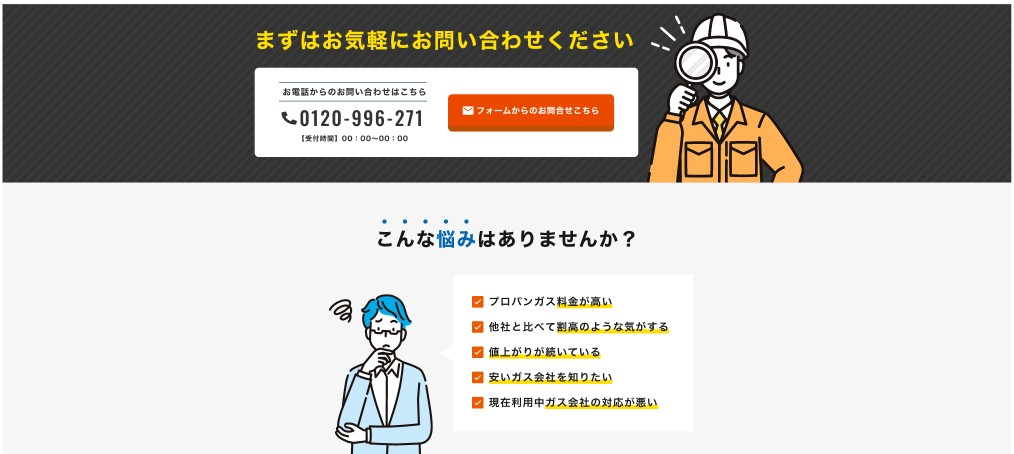 まずはお気軽にお問い合わせください
お電話からのお問い合わせはこちら
0120-996-271
【受付時間】00:00〜00:00
フォームからのお問合せこちら
こんな悩みはありませんか？
プロパンガス料金が高い
他社と比べて割高のような気がする
値上がりが続いている
安いガス会社を知りたい
現在利用中ガス会社の対応が悪い